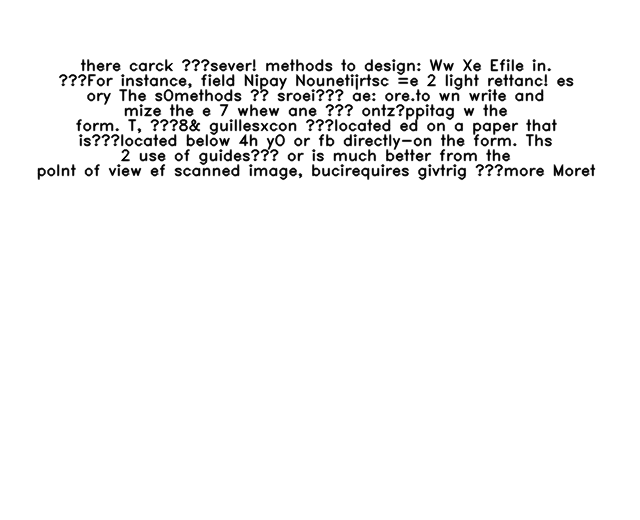 there carck ???sever! methods to design: Ww Xe Efile in.
???For instance, field Nipay Nounetijrtsc =e 2 light rettanc! es
ory The sOmethods ?? sroei??? ae: ore.to wn write and
mize the e 7 whew ane ??? ontz?ppitag w the
form. T, ???8& guillesxcon ???located ed on a paper that
is???located below 4h yO or fb directly-on the form. Ths
2 use of guides??? or is much better from the
poInt of view ef scanned image, bucirequires givtrig ???more Moret